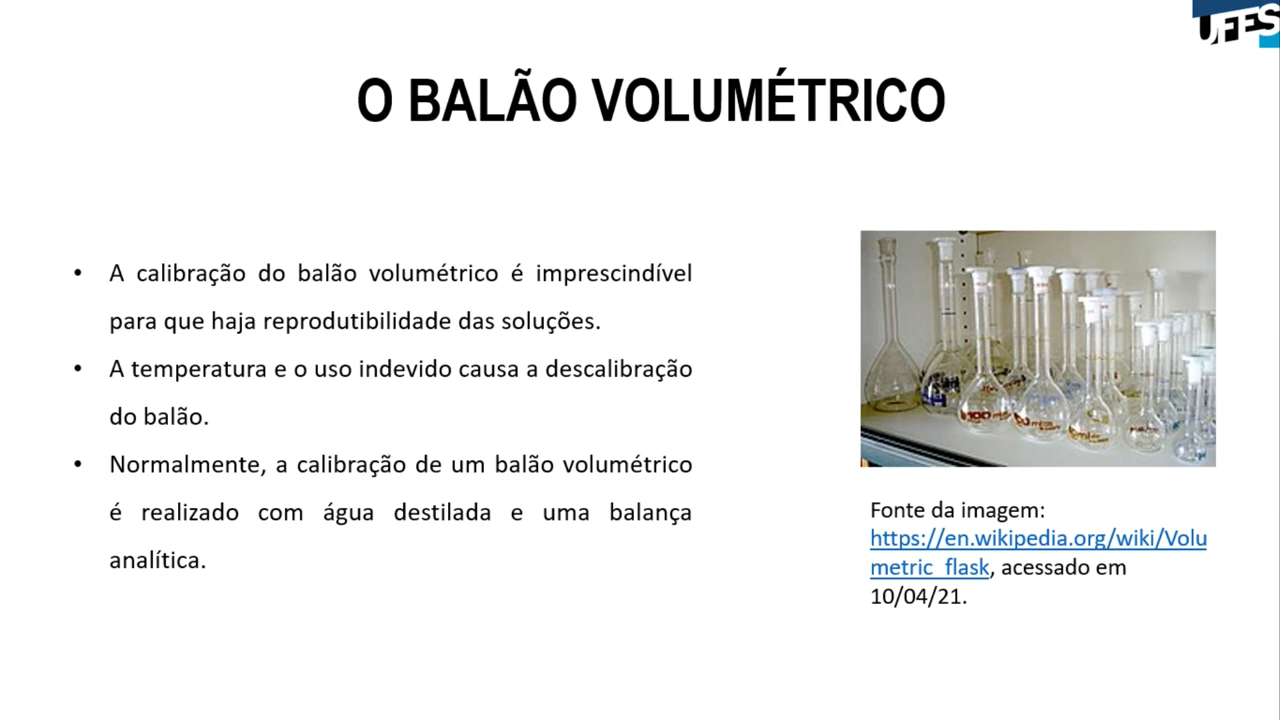 UFES
O BALÃO VOLUMÉTRICO
• A calibração do balão volumétrico é imprescindível
para que haja reprodutibilidade das soluções.
• A temperatura e o uso indevido causa a descalibração
do balão.
• Normalmente, a calibração de um balão volumétrico
é realizado com água destilada e uma balança
analítica.
Fonte da imagem:
https://en.wikipedia.org/wiki/Volu
metric_flask, acessado em
10/04/21.